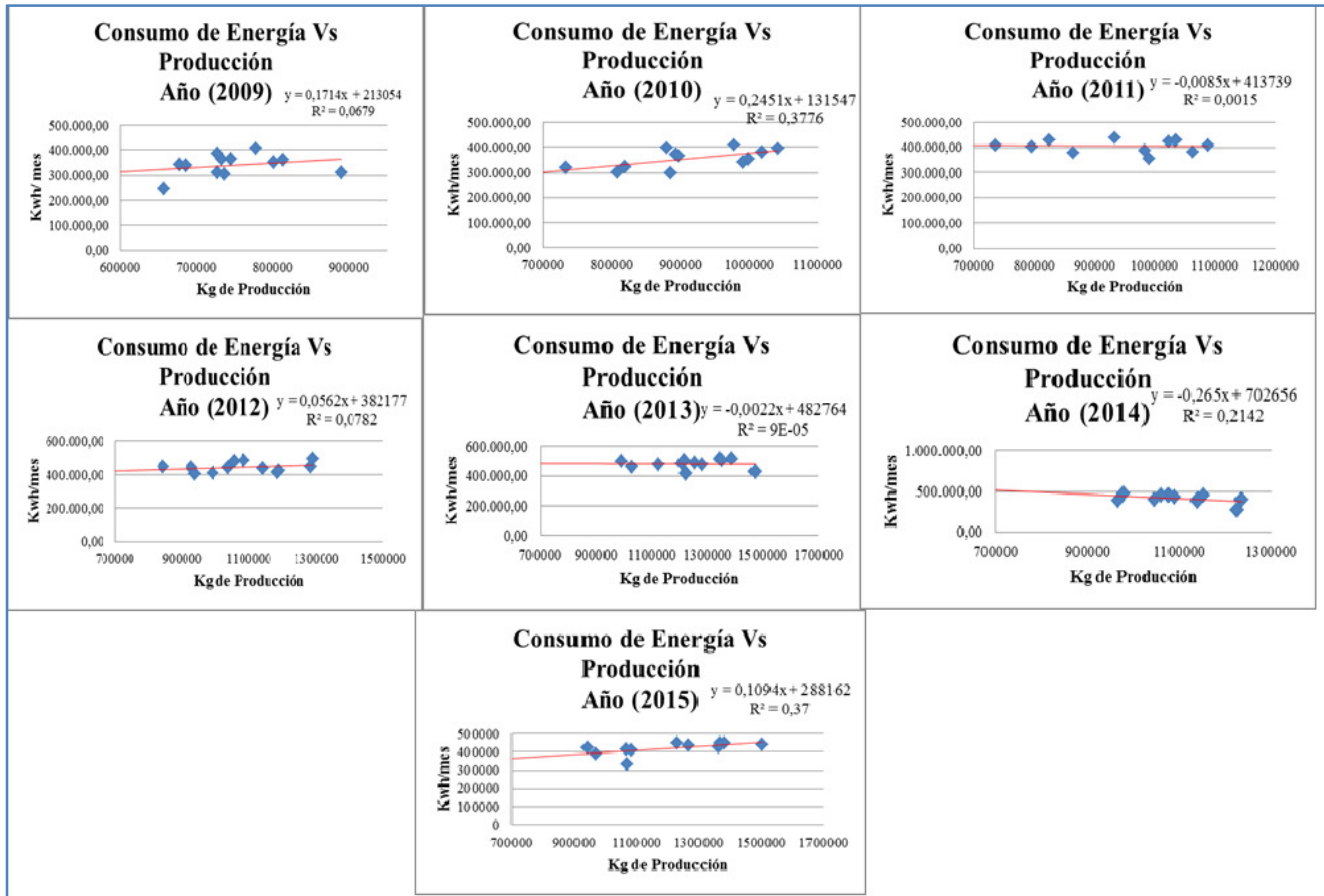 Consumo de Energía Vs
Producción
Año (2009)
y = 0,1714x + 213054
R² = 0,0679
500.000,00
400.000,00
300.000,00
200.000,00
100.000,00
0,00
Kwh/ mes
600000 700000 800000 900000
Kg de Producción
Consumo de Energía Vs
Producción
Año (2010)
y = 0,2451x + 131547
R² = 0,3776
500.000,00
400.000,00
300.000,00
200.000,00
100.000,00
0,00
Kwh/mes
700000 800000 900000 1000000 1100000
Kg de Producción
Consumo de Energía Vs
Producción
Año (2011)
y = -0,0085x + 413739
R² = 0,0015
500.000,00
400.000,00
300.000,00
200.000,00
100.000,00
0,00
Kwh/mes
700000 800000 900000 1000000 1100000 1200000
Kg de Producción
Consumo de Energía Vs
Producción
Año (2012)
y = 0,0562x + 382177
R² = 0,0782
600.000,00
400.000,00
200.000,00
0,00
Kwh/mes
700000 900000 1100000 1300000 1500000
Kg de Producción
Consumo de Energía Vs
Producción
Año (2013)
y = -0,0022x + 482764
R² = 9E-05
600.000,00
400.000,00
200.000,00
0,00
Kwh/mes
700000 900000 1100000 1300000 1500000 1700000
Kg de Producción
Consumo de Energía Vs
Producción
Año (2014)
y = -0,265x + 702656
R² = 0,2142
1.000.000,00
500.000,00
0,00
Kwh/mes
700000 900000 1100000 1300000
Kg de Producción
Consumo de Energía Vs
Producción
Año (2015)
y = 0,1094x + 288162
R² = 0,37
500000
400000
300000
200000
100000
0
Kwh/mes
700000 900000 1100000 1300000 1500000 1700000
Kg de Producción